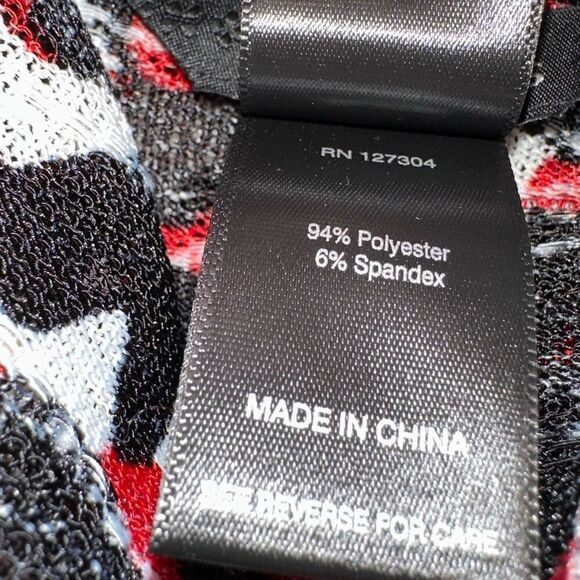 RN 127304
94% Polyester
6% Spandex
MADE IN CHINA
SEE REVERSE FOR CARE